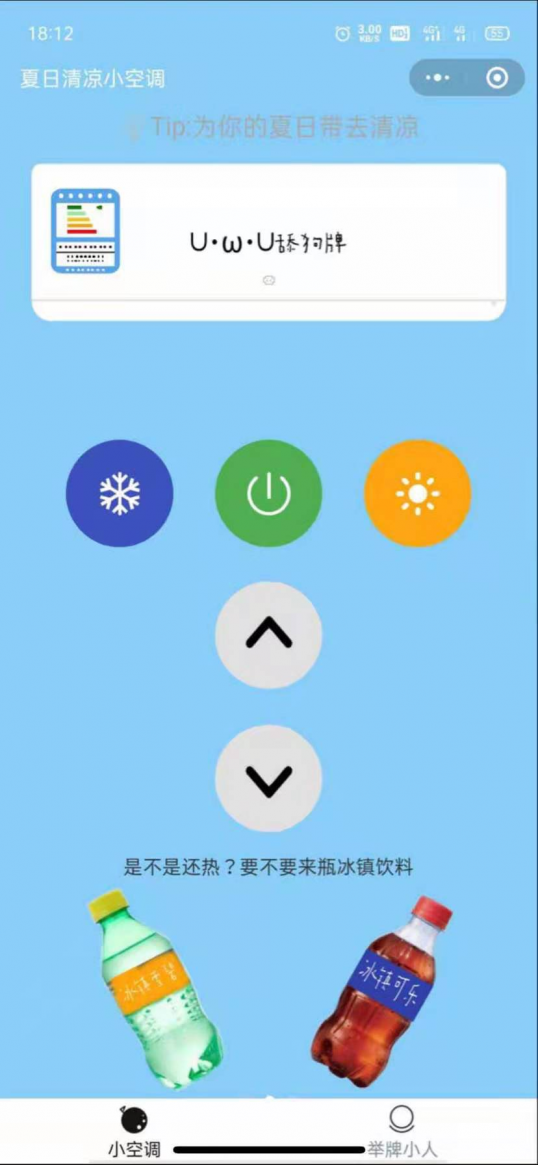 18:12
3.00
KB/S
HD
4G
4G
55
夏日清凉小空调
Tip:为你的夏日带去清凉
U·ω·U舔狗牌
是不是还热？要不要来瓶冰镇饮料
冰镇雪碧
冰镇可乐
小空调
举牌小人